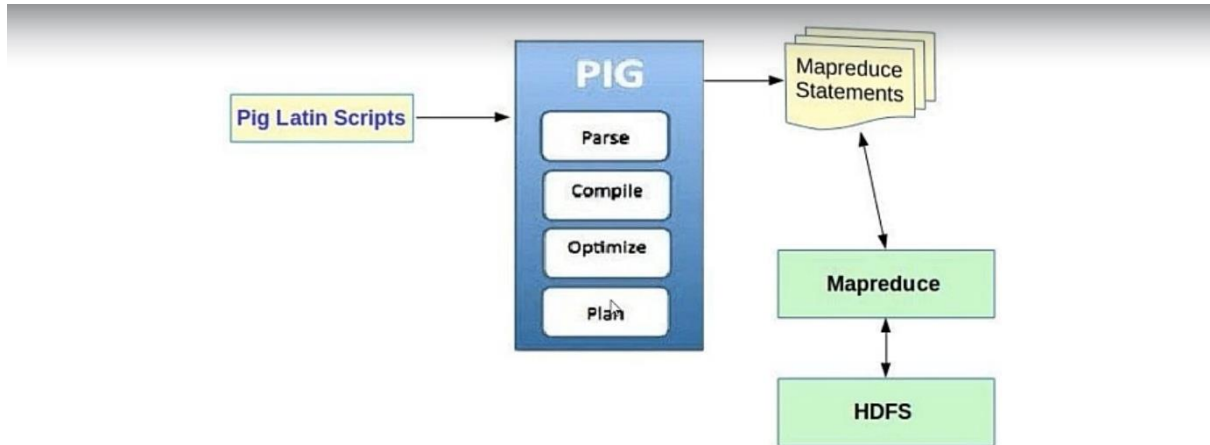 Pig Latin Scripts
PIG
Parse
Compile
Optimize
Plan
Mapreduce
Statements
Mapreduce
HDFS